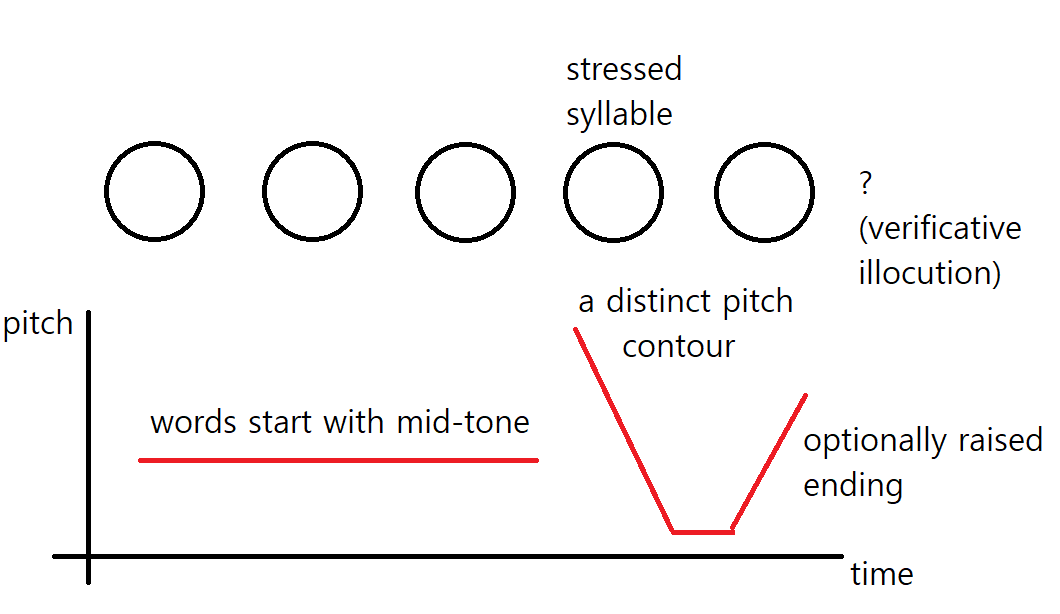 stressed
syllable
?
(verificative
illocution)
a distinct pitch
contour
pitch
words start with mid-tone
optionally raised
ending
time